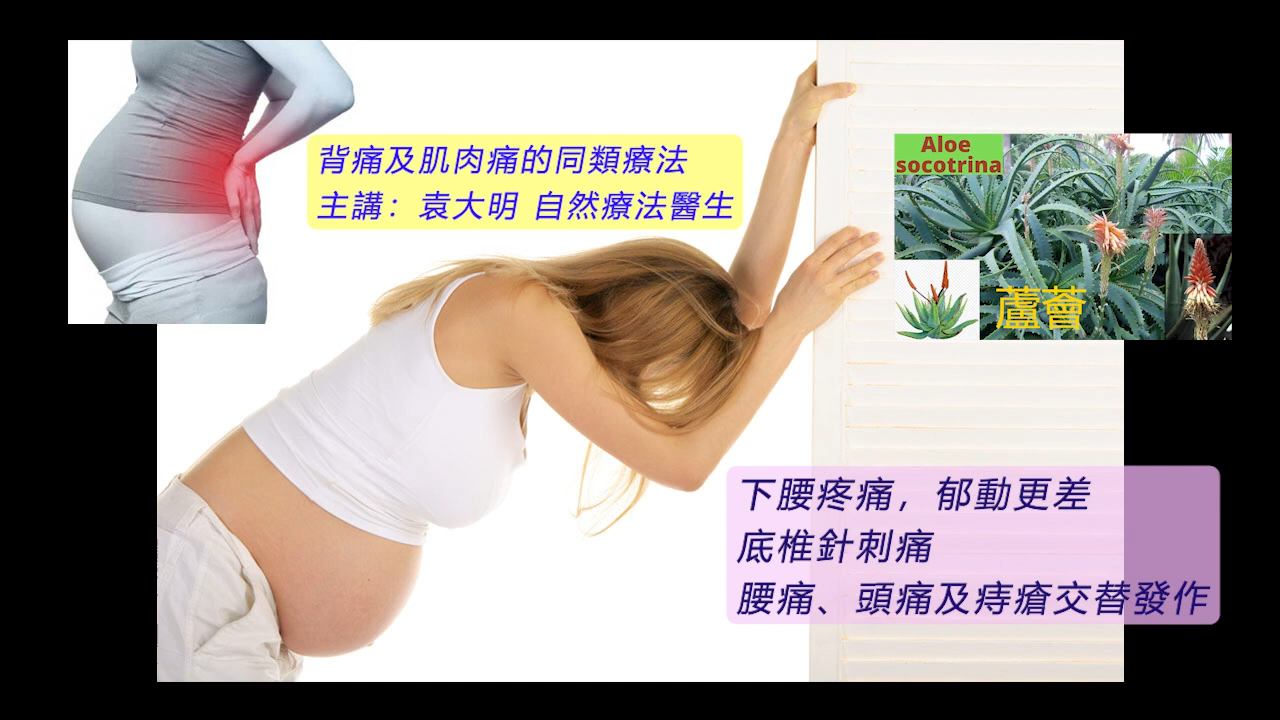 背痛及肌肉痛的同類療法
主講：袁大明 自然療法醫生
Aloe
socotrina
蘆薈
下腰疼痛，郁動更差
底椎針刺痛
腰痛、頭痛及痔瘡交替發作